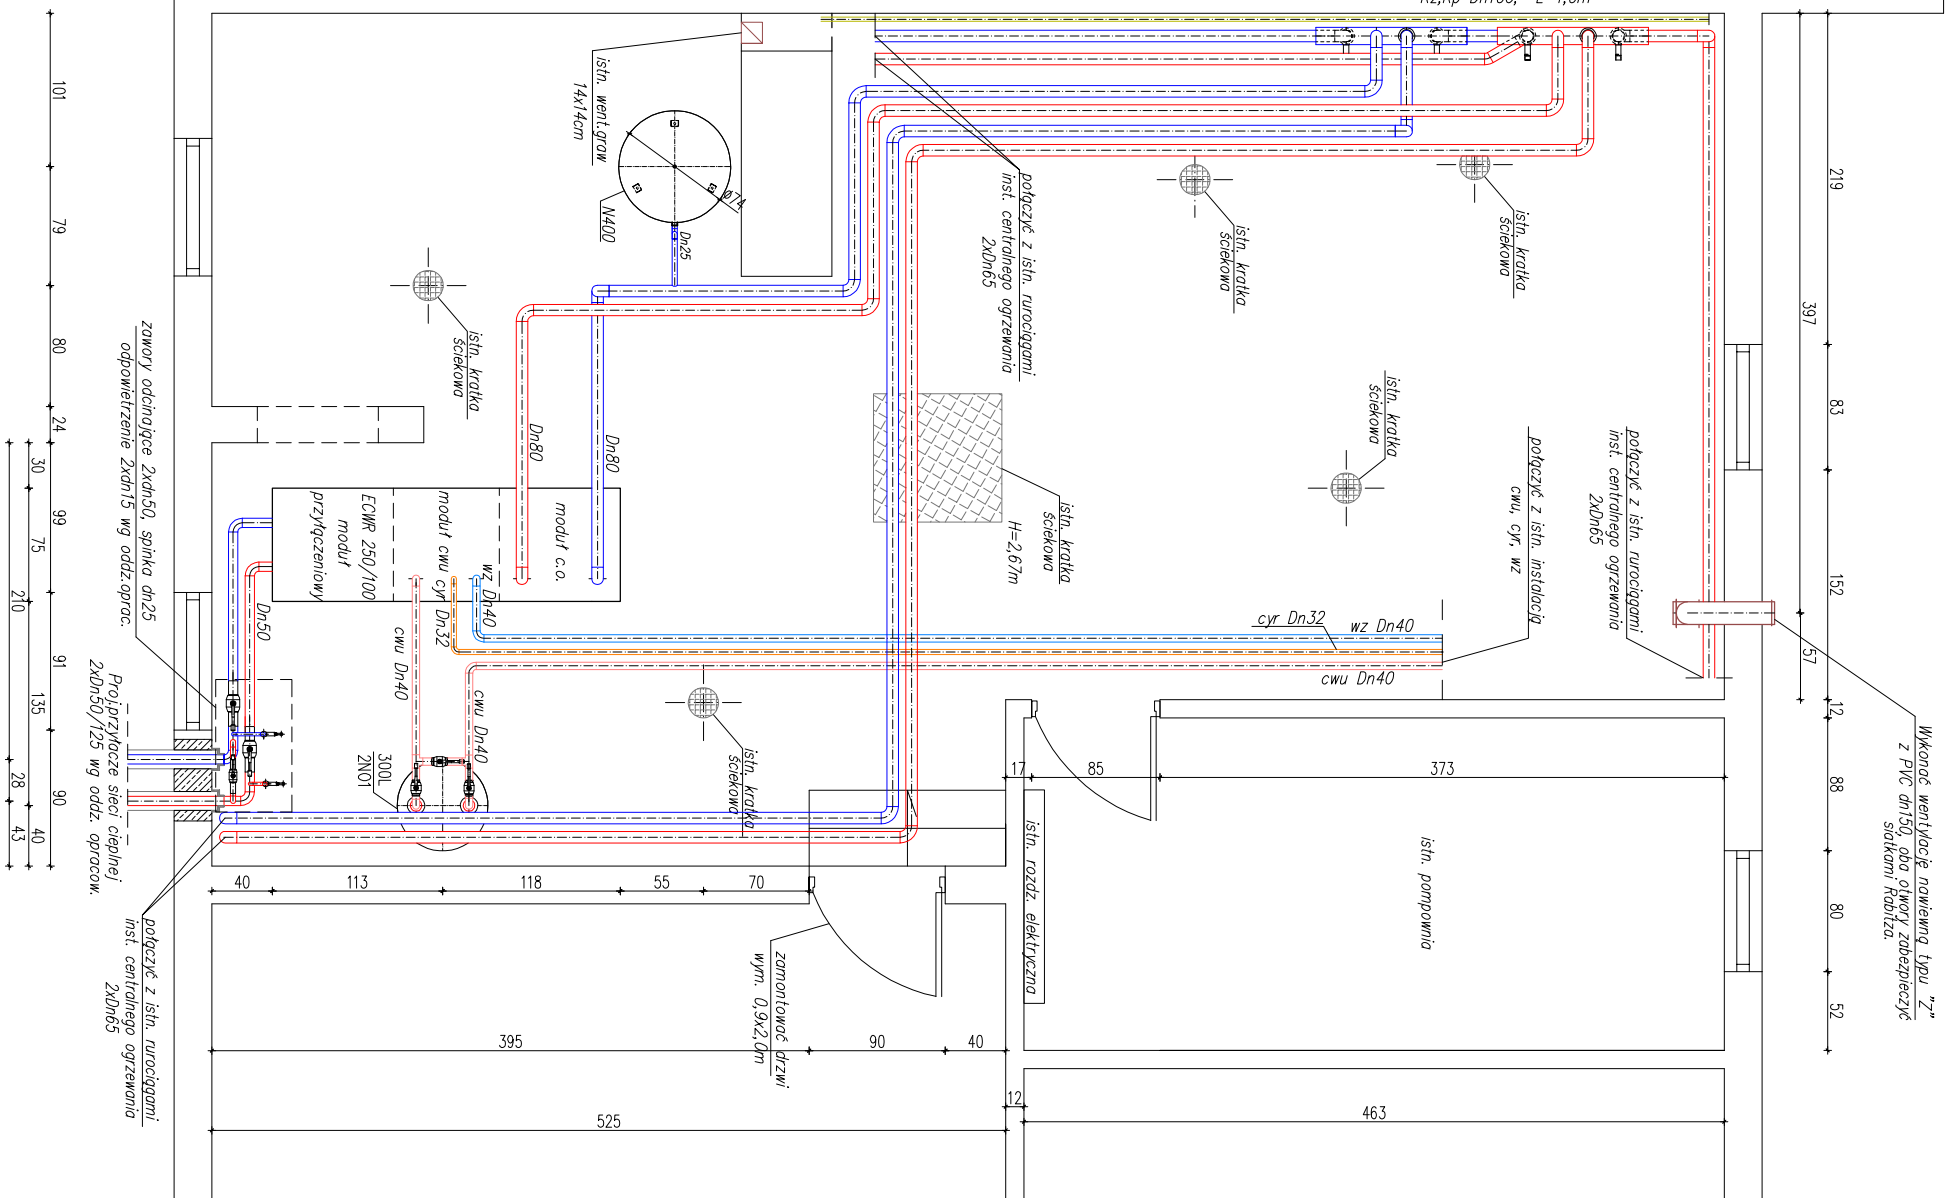 istn. went.graw
14x14cm
N400
Ø74
Dn25
połączyć z istn. rurociągami
inst. centralnego ogrzewania
2xDn65
istn. kratka
ściekowa
istn. kratka
ściekowa
219
397
101
79
80
24
30
99
75
210
91
135
90
28
40
43
istn. kratka
ściekowa
zawory odcinające 2xdn50, spinka dn25
odpowietrzenie 2xdn15 wg odz.oprac.
Dn80
Dn80
istn. kratka
ściekowa
H=2,67m
istn. kratka
ściekowa
połączyć z istn. instalacją
cwu, cyr, wz
połączyć z istn. rurociągami
inst. centralnego ogrzewania
2xDn65
83
152
57
12
88
80
52
moduł c.o.
moduł cwu
ECWR 250/100
moduł
przyłączeniowy
wz Dn40
cyr Dn32
cwu Dn40
cwu Dn40
Dn50
cyr Dn32
wz Dn40
cwu Dn40
Proj.przyłącze sieci cieplnej
2xDn50/125 wg oddz. opracow.
300L
2N01
istn. kratka
ściekowa
Wykonać wentylację nawiewną typu "Z"
z PVC dn150, oba otwory zabezpieczyć
siatkami Rabitza.
17
85
373
istn. rozdz. elektryczna
istn. pompownia
40
113
118
55
70
połączyć z istn. rurociągami
inst. centralnego ogrzewania
2xDn65
zamontować drzwi
wym. 0,9x2,0m
395
90
40
12
525
463